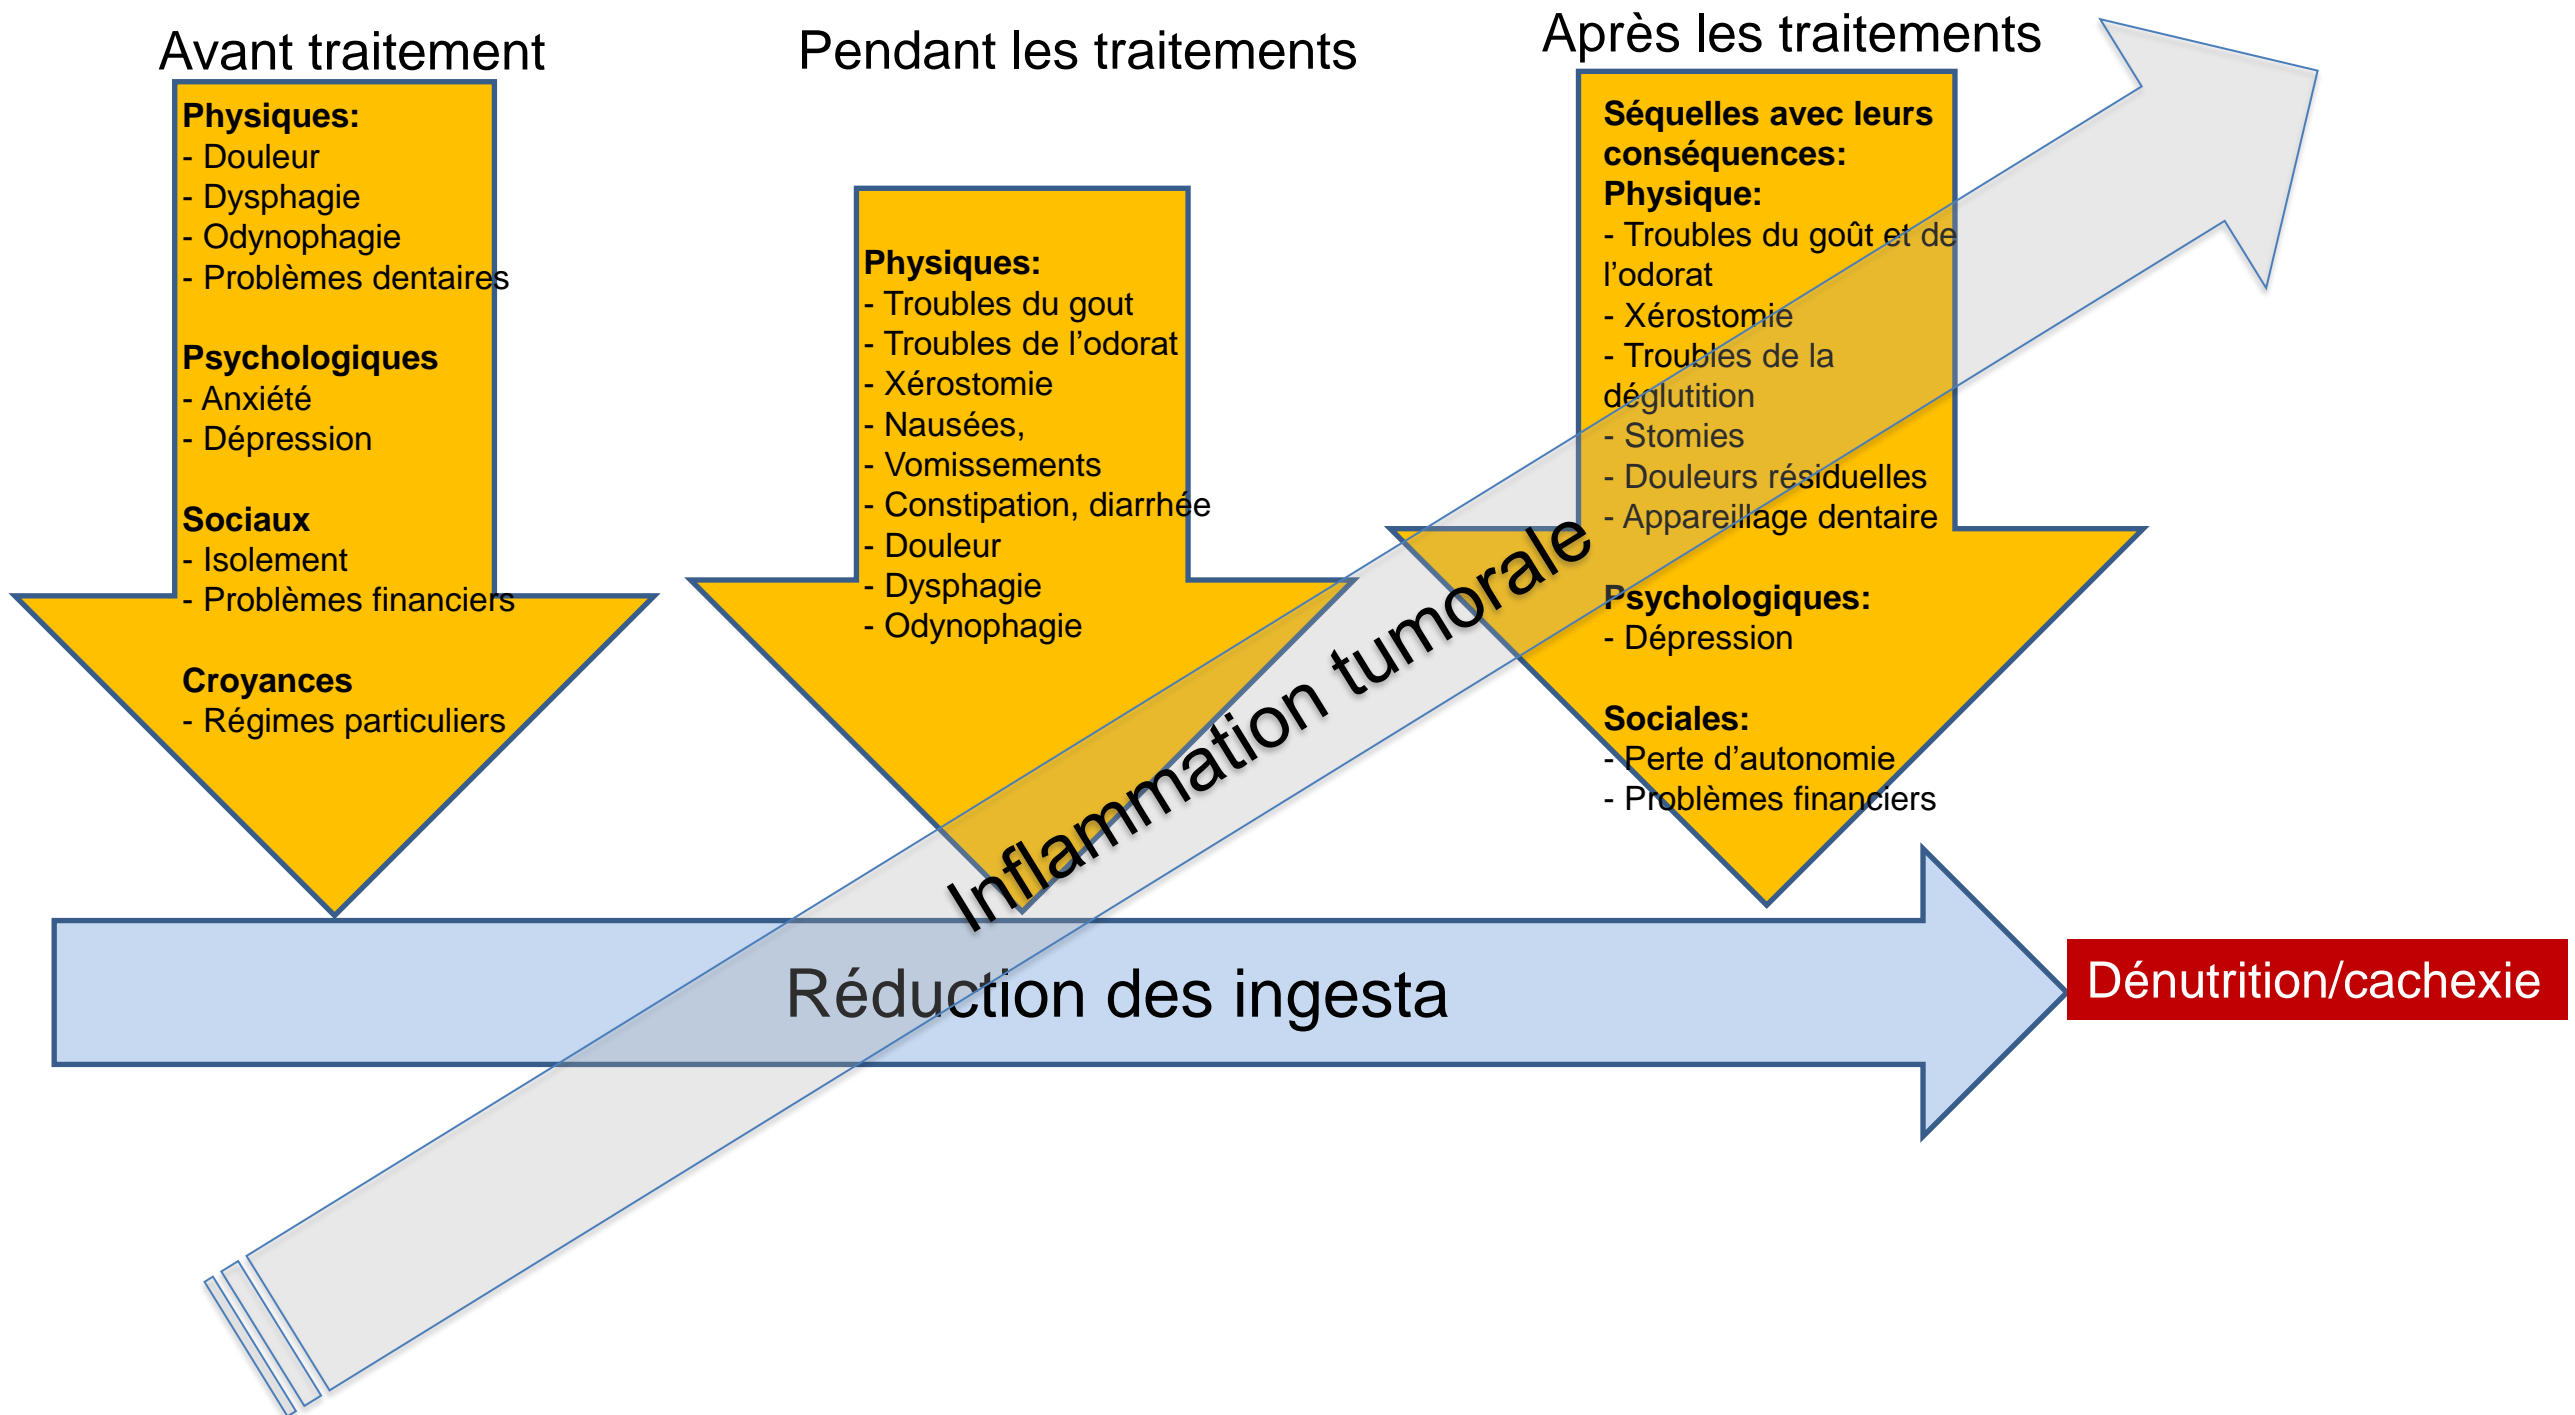 Avant traitement
Physiques:
- Douleur
- Dysphagie
- Odynophagie
- Problèmes dentaires
Psychologiques
- Anxiété
- Dépression
Sociaux
- Isolement
- Problèmes financiers
Croyances
- Régimes particuliers
Pendant les traitements
Physiques:
- Troubles du gout
- Troubles de l’odorat
- Xérostomie
- Nausées,
- Vomissements
- Constipation, diarrhée
- Douleur
- Dysphagie
- Odynophagie
Après les traitements
Séquelles avec leurs
conséquences:
Physique:
- Troubles du goût et de
l’odorat
- Xérostomie
- Troubles de la
déglutition
- Stomies
- Douleurs résiduelles
- Appareillage dentaire
Psychologiques:
- Dépression
Sociales:
- Perte d’autonomie
- Problèmes financiers
Inflammation tumorale
Réduction des ingesta
Dénutrition/cachexie